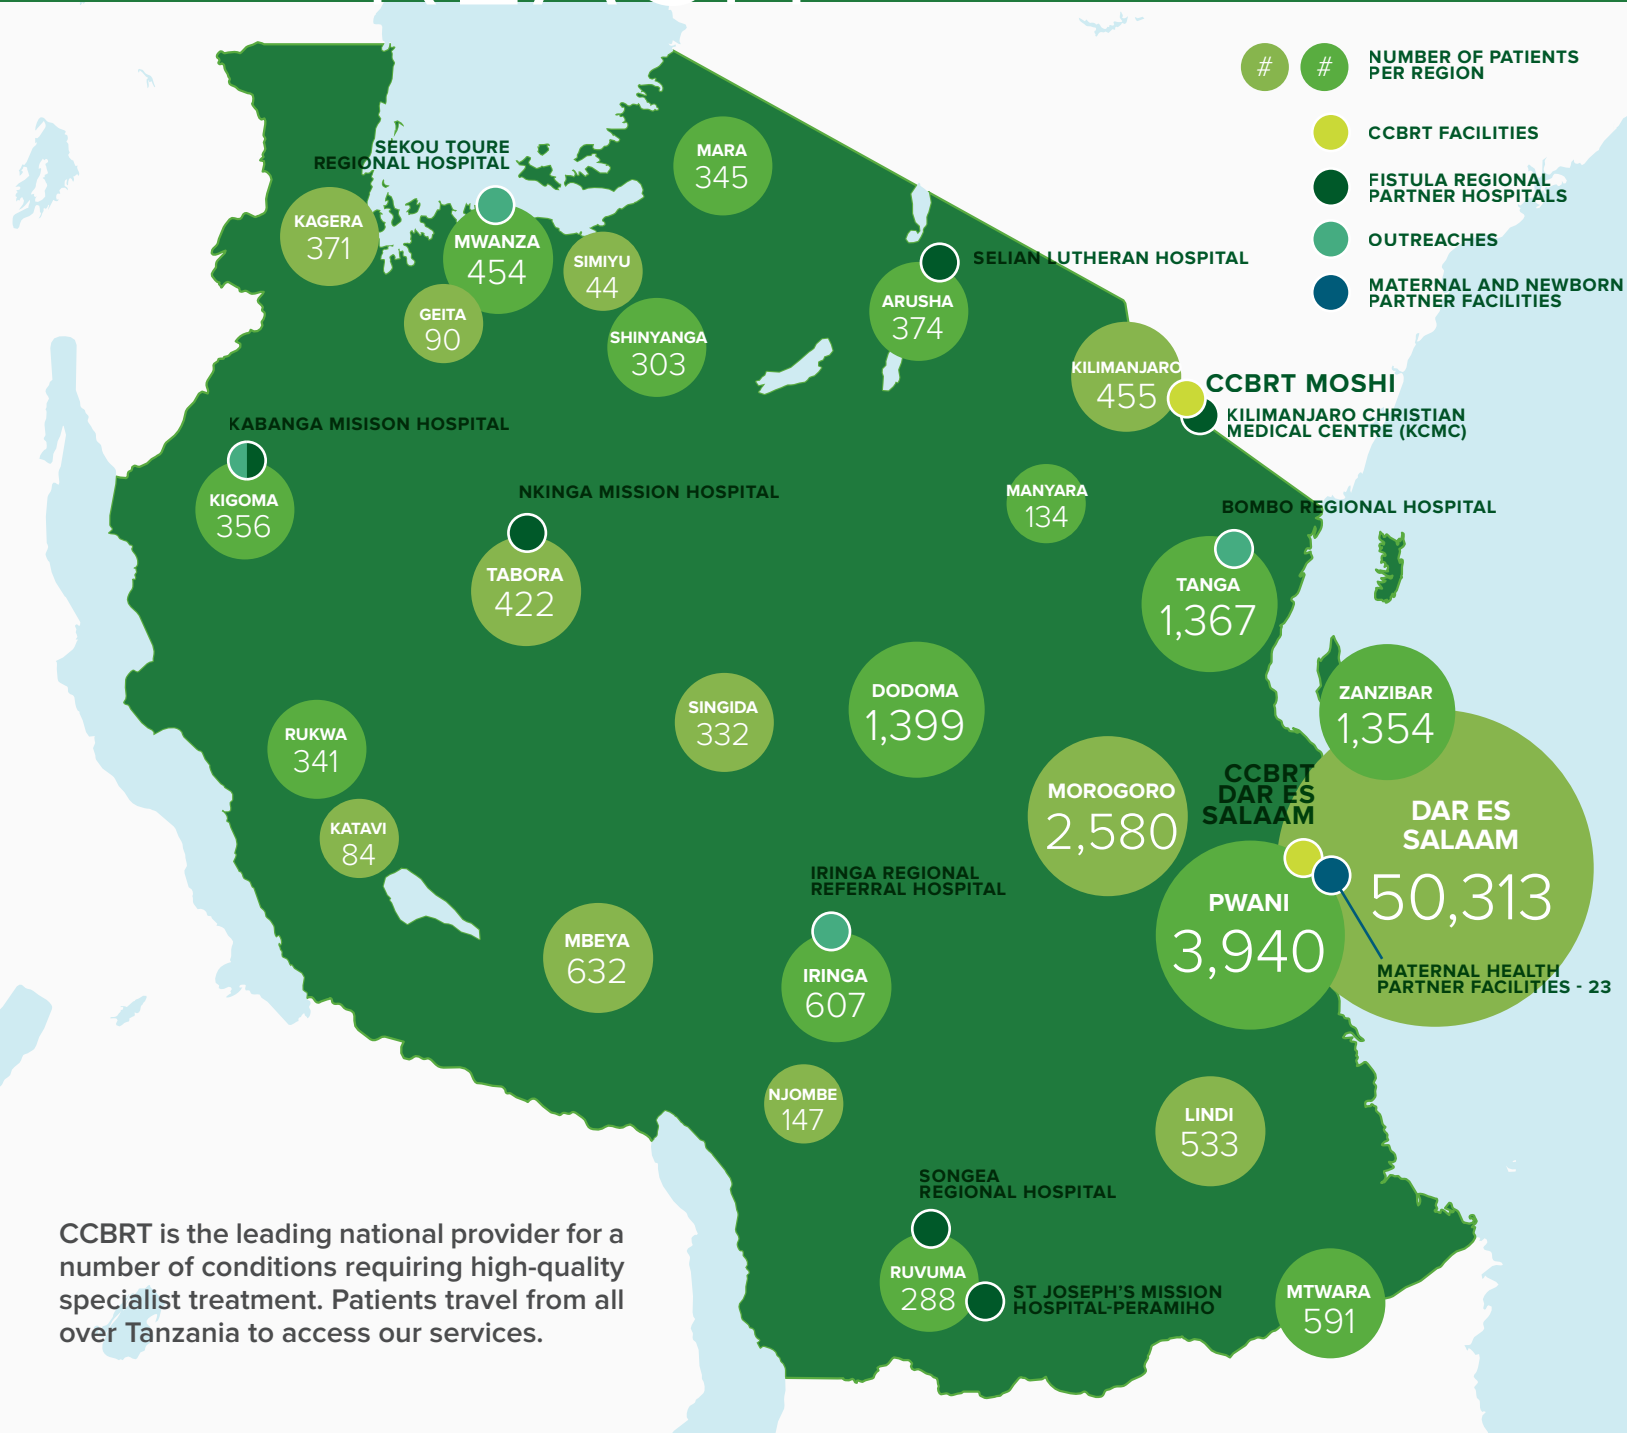 #
#
NUMBER OF PATIENTS
PER REGION
CCBRT FACILITIES
FISTULA REGIONAL
PARTNER HOSPITALS
OUTREACHES
MATERNAL AND NEWBORN
PARTNER FACILITIES
SEKOU TOURE
REGIONAL HOSPITAL
MARA
345
KAGERA
371
MWANZA
454
SIMIYU
44
GEITA
90
SHINYANGA
303
SELIAN LUTHERAN HOSPITAL
ARUSHA
374
KILIMANJARO
455
CCBRT MOSHI
KILIMANJARO CHRISTIAN
MEDICAL CENTRE (KCMC)
KABANGA MISISON HOSPITAL
KIGOMA
356
NKINGA MISSION HOSPITAL
TABORA
422
MANYARA
134
BOMBO REGIONAL HOSPITAL
TANGA
1,367
SINGIDA
332
DODOMA
1,399
ZANZIBAR
1,354
RUKWA
341
KATAVI
84
MOROGORO
2,580
CCBRT
DAR ES
SALAAM
DAR ES
SALAAM
50,313
PWANI
3,940
MATERNAL HEALTH
PARTNER FACILITIES - 23
IRINGA REGIONAL
REFERRAL HOSPITAL
IRINGA
607
MBEYA
632
NJOMBE
147
LINDI
533
SONGEA
REGIONAL HOSPITAL
RUVUMA
288
ST JOSEPH'S MISSION
HOSPITAL-PERAMIHO
MTWARA
591
CCBRT is the leading national provider for a
number of conditions requiring high-quality
specialist treatment. Patients travel from all
over Tanzania to access our services.